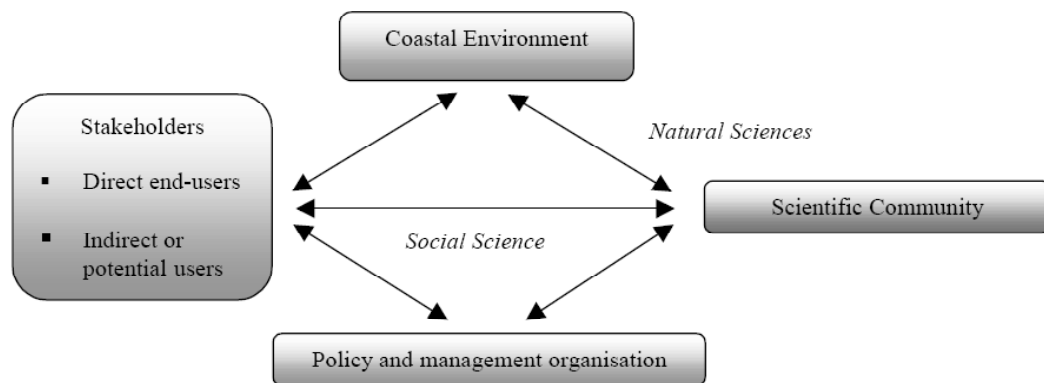 Coastal Environment
Stakeholders
▪ Direct end-users
▪ Indirect or
potential users
Natural Sciences
Scientific Community
Social Science
Policy and management organisation